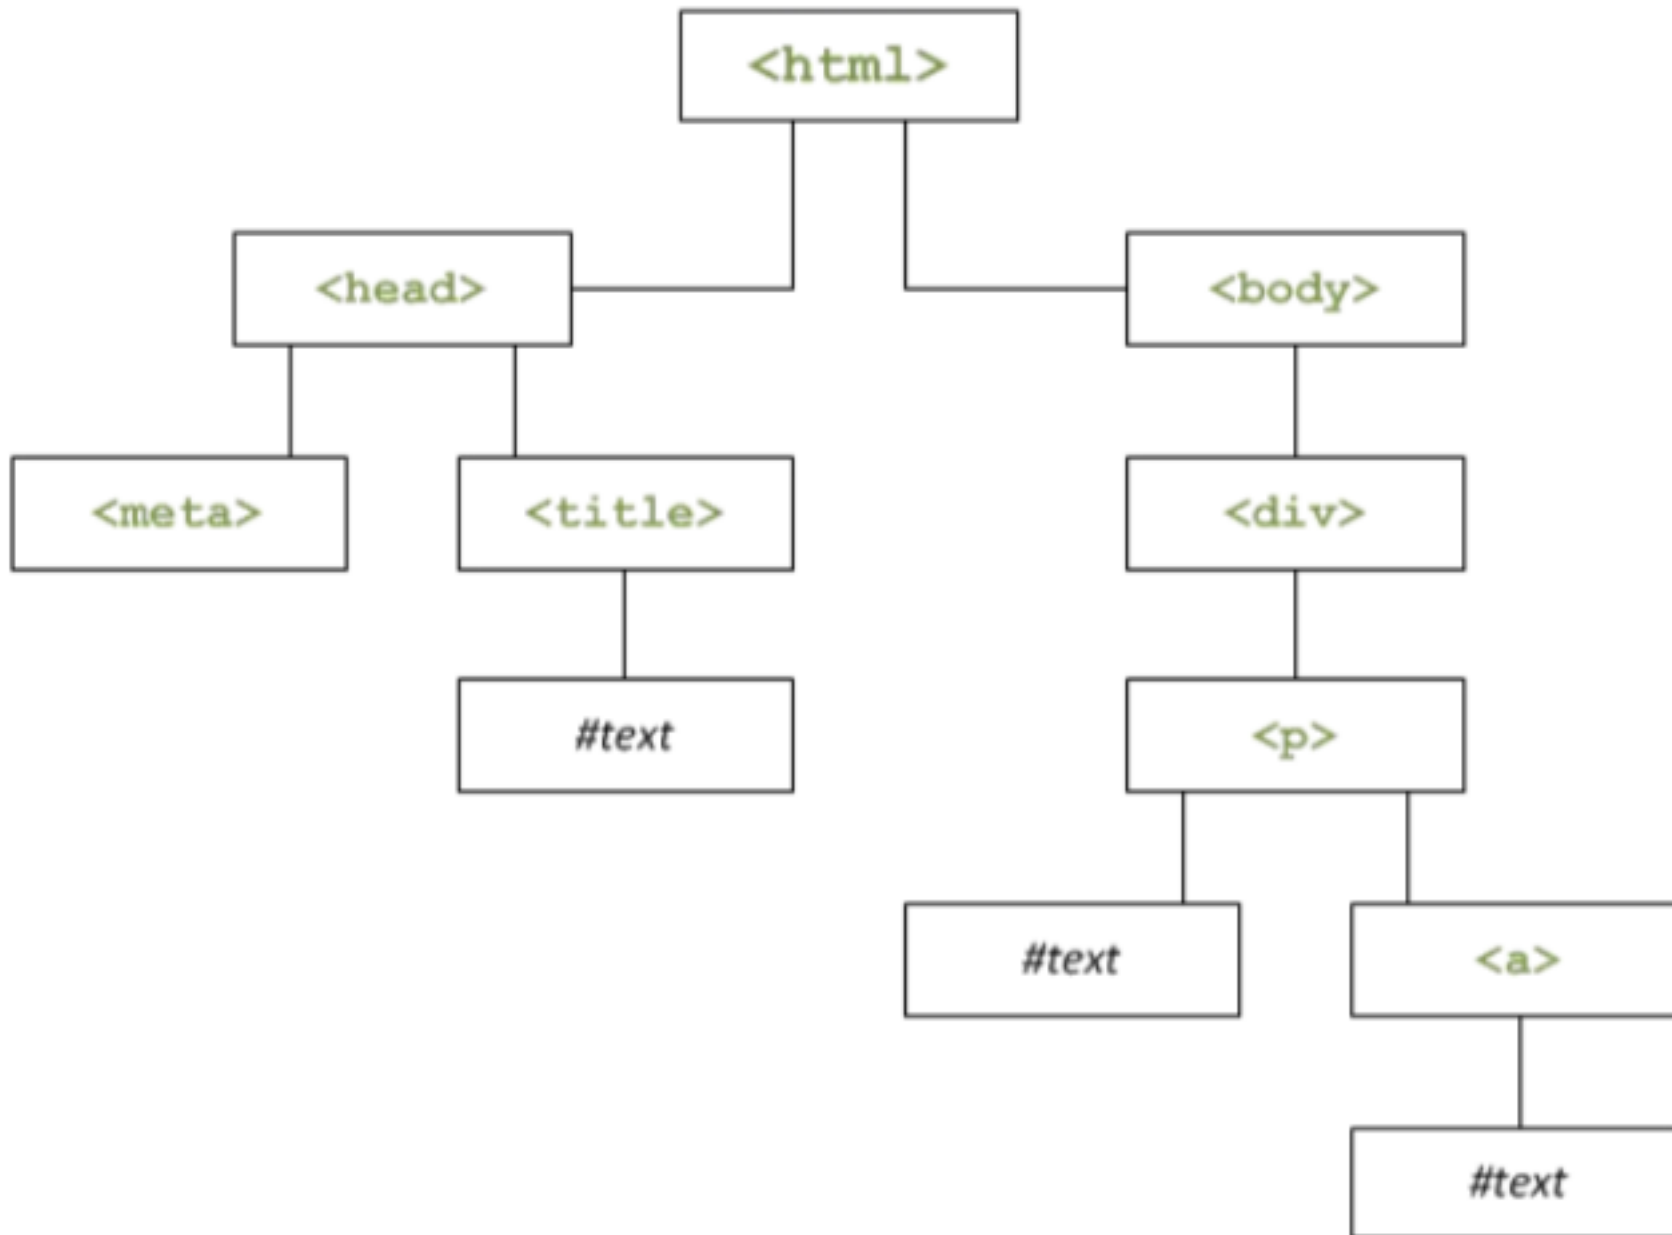 <html>
<head>
<body>
<meta>
<title>
<div>
#text
<p>
#text
<a>
#text